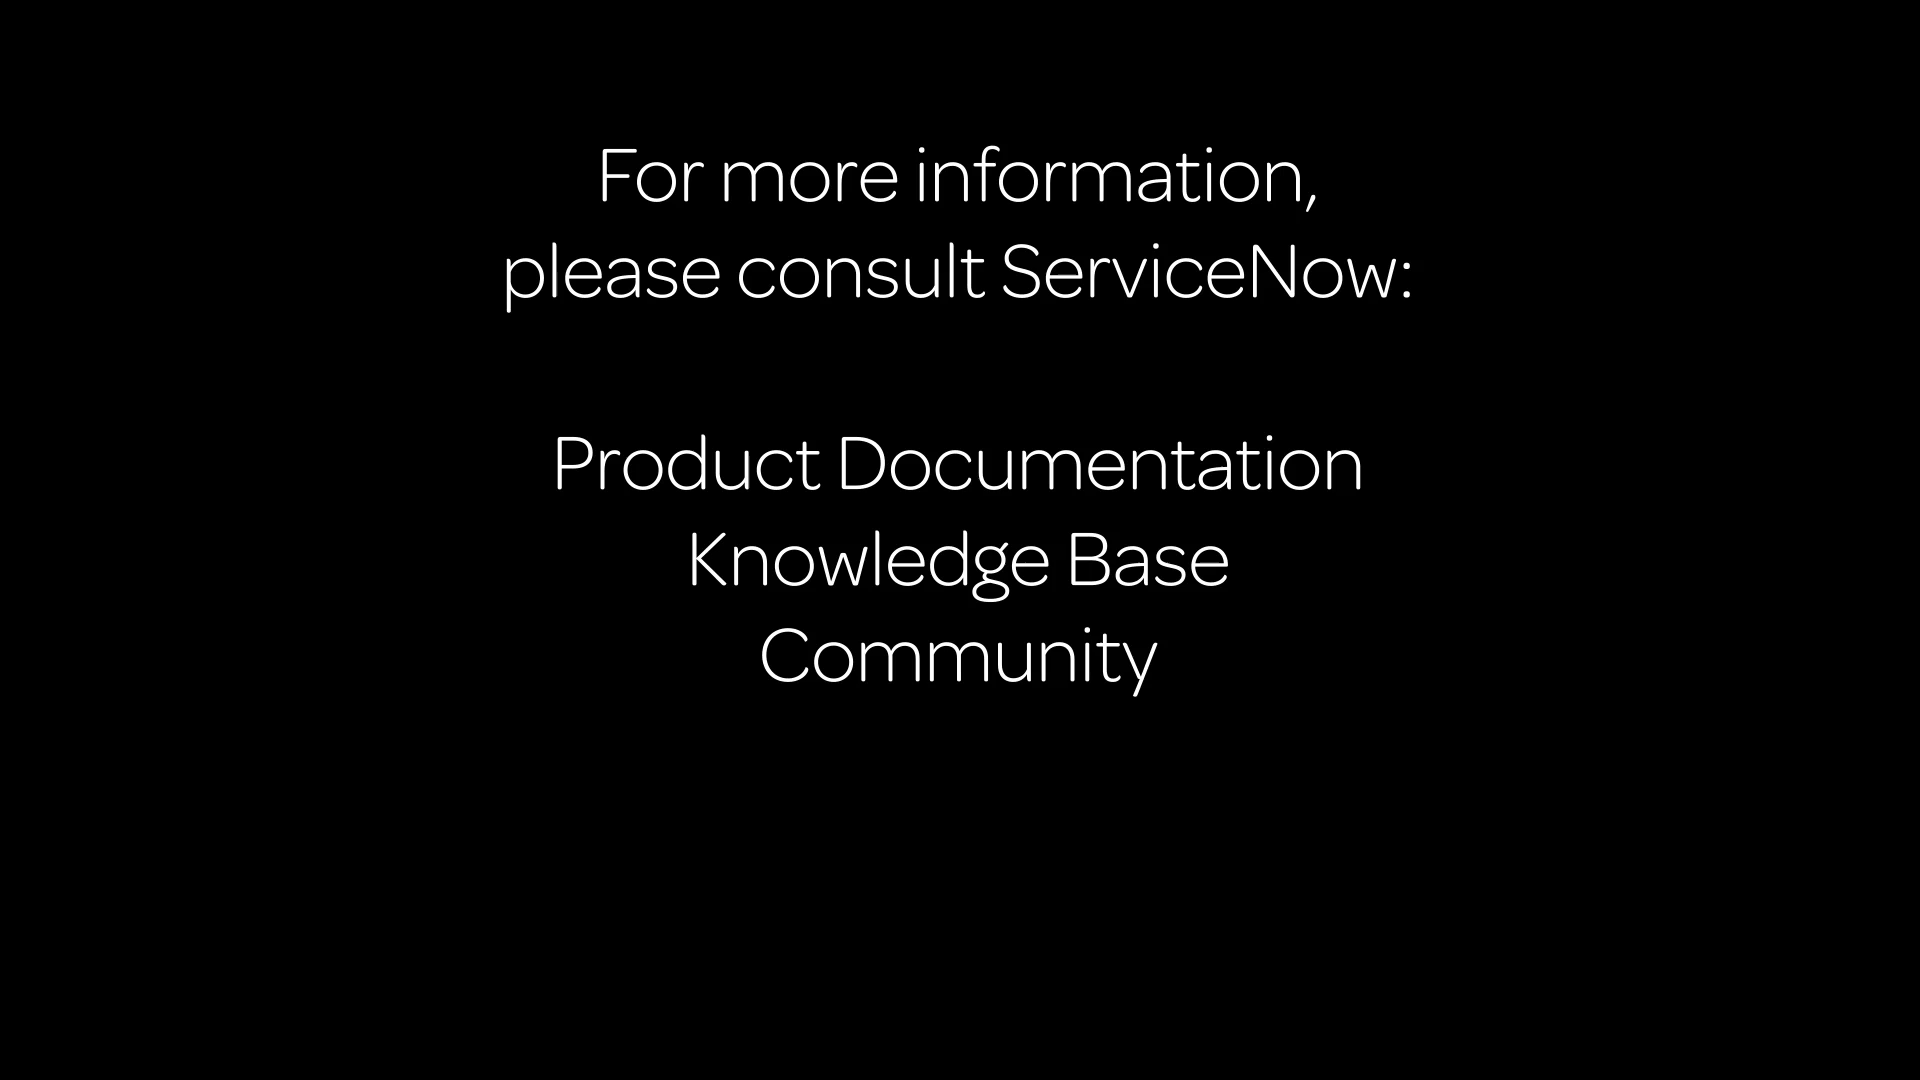 For more information,
please consult ServiceNow:
Product Documentation
Knowledge Base
Community